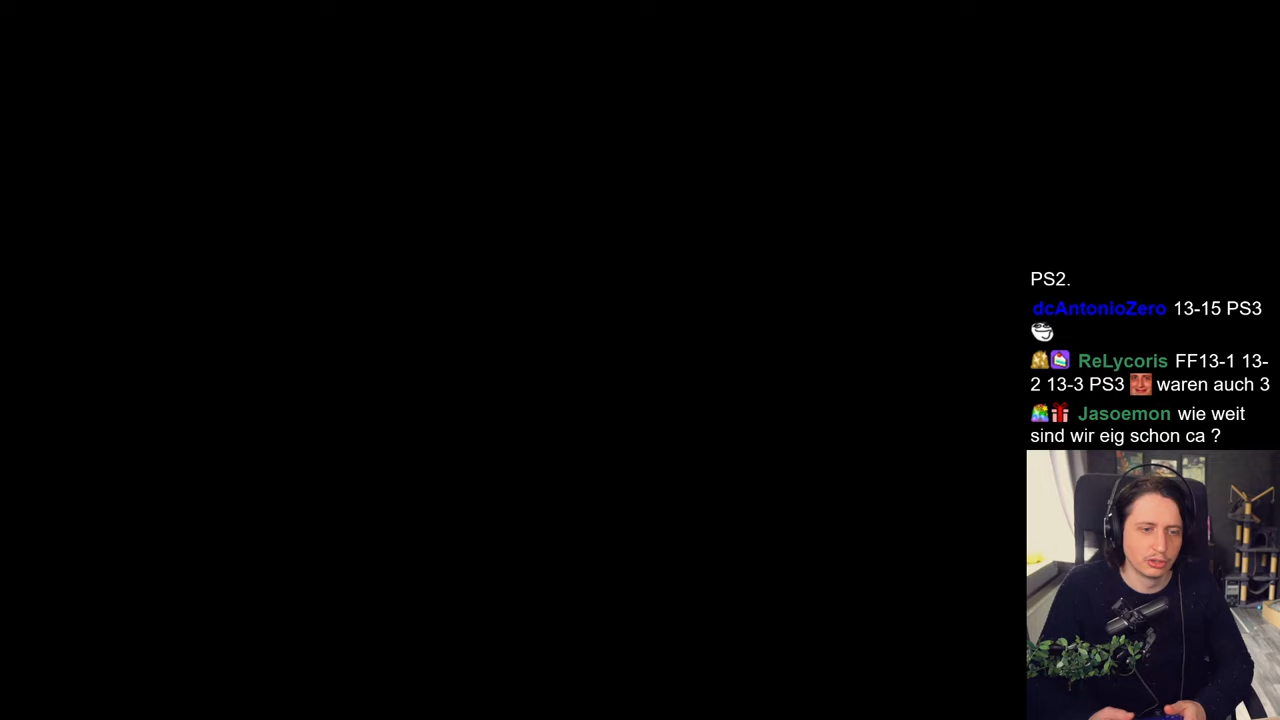 PS2.
dcAntonioZero 13-15 PS3
ReLycoris FF13-1 13-
2 13-3 PS3 waren auch 3
Jasoemon wie weit
sind wir eig schon ca ?